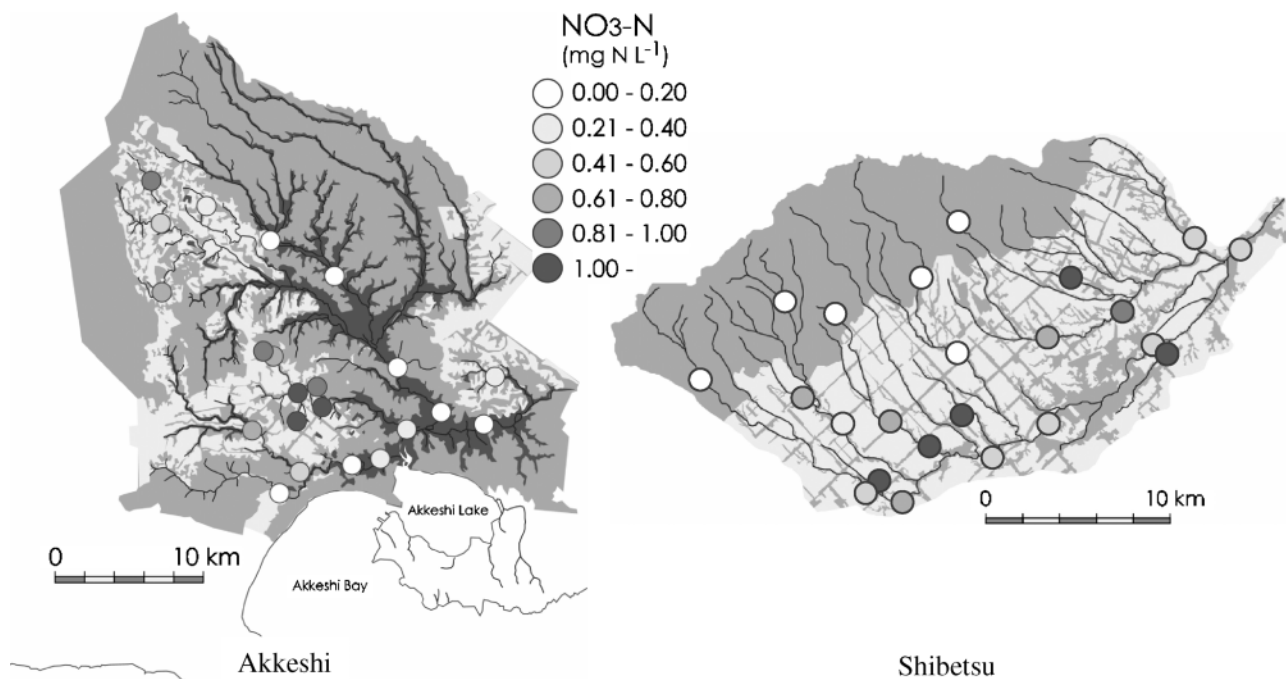 NO3-N
(mg N L-1)
0.00 - 0.20
0.21 - 0.40
0.41 - 0.60
0.61 - 0.80
0.81 - 1.00
1.00 -
0 10 km
Akkeshi Lake
Akkeshi Bay
Akkeshi
0 10 km
Shibetsu